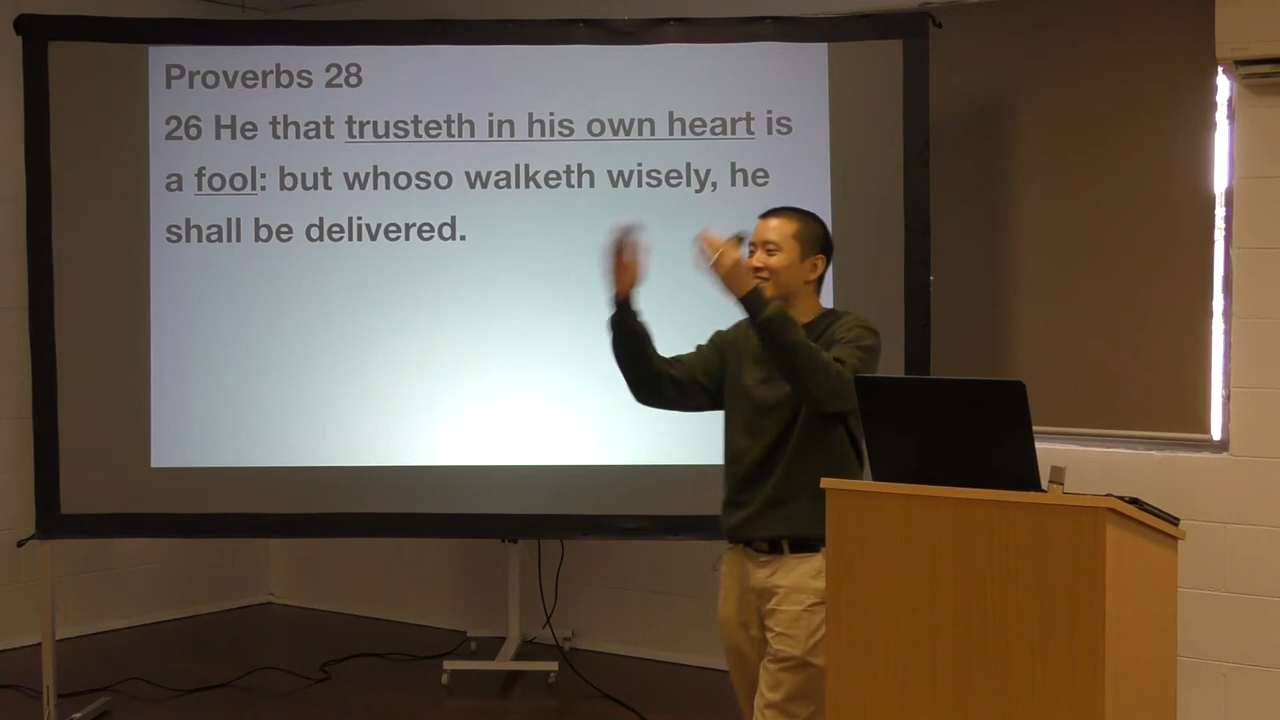 Proverbs 28
26 He that trusteth in his own heart is
a fool: but whoso walketh wisely, he
shall be delivered.